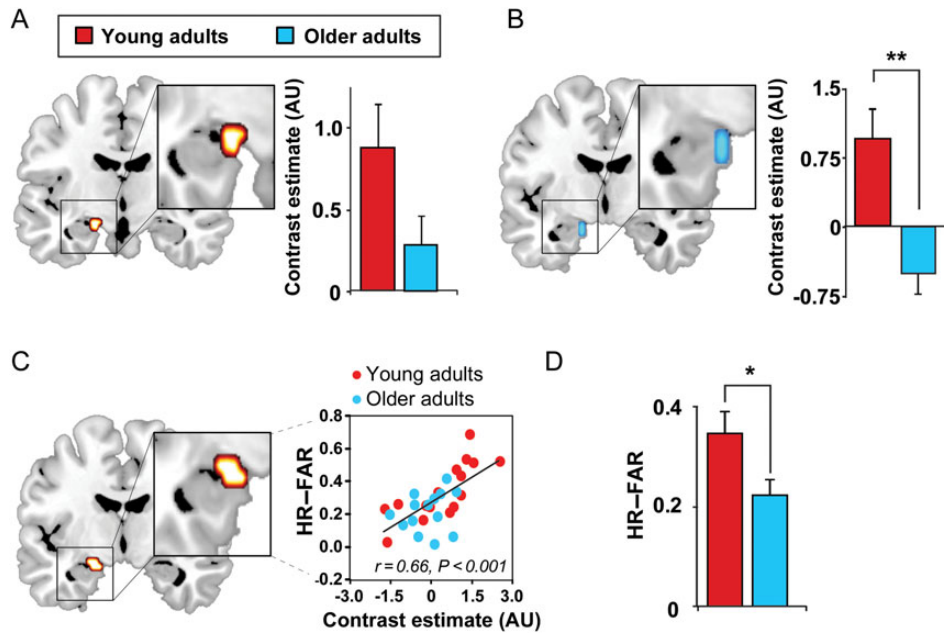 A
Young adults
Older adults
Contrast estimate (AU)
1.0
0.5
0
B
Contrast estimate (AU)
1.5
0.75
0
-0.75
**
C
Young adults
Older adults
HR–FAR
0.8
0.6
0.4
0.2
0.0
-0.2
-3.0
-1.5
0
1.5
3.0
r = 0.66, P < 0.001
Contrast estimate (AU)
D
HR–FAR
0.4
0.2
0
*